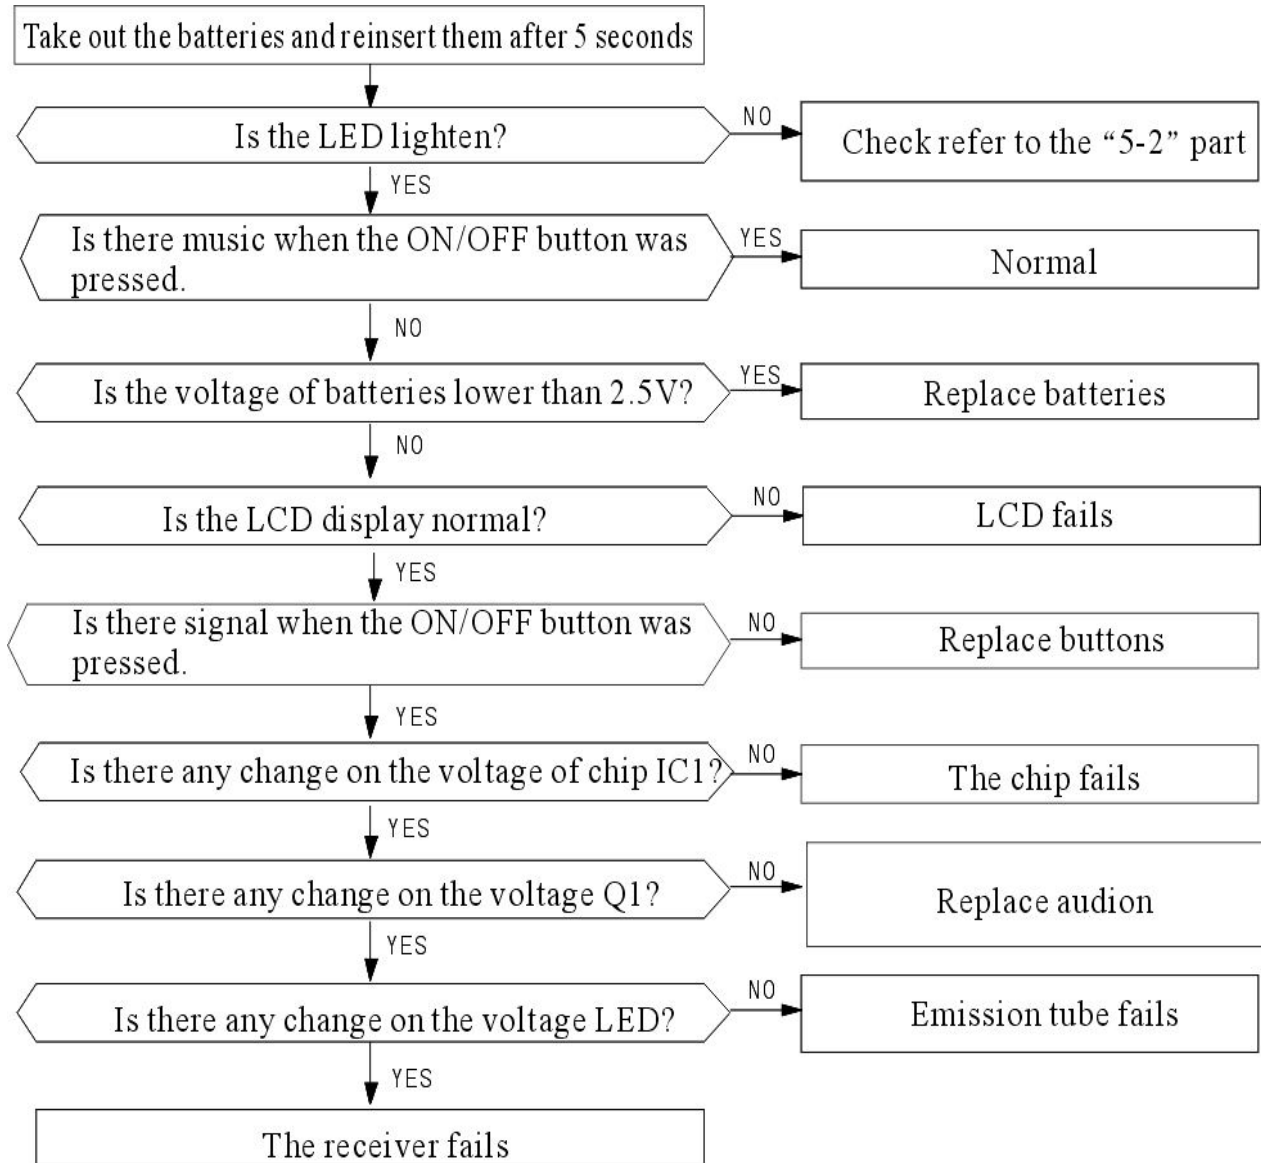 Take out the batteries and reinsert them after 5 seconds
Is the LED lighten?
NO
Check refer to the “5-2” part
YES
Is there music when the ON/OFF button was
pressed.
YES
Normal
NO
Is the voltage of batteries lower than 2.5V?
YES
Replace batteries
NO
Is the LCD display normal?
NO
LCD fails
YES
Is there signal when the ON/OFF button was
pressed.
NO
Replace buttons
YES
Is there any change on the voltage of chip IC1?
NO
The chip fails
YES
Is there any change on the voltage Q1?
NO
Replace audion
YES
Is there any change on the voltage LED?
NO
Emission tube fails
YES
The receiver fails